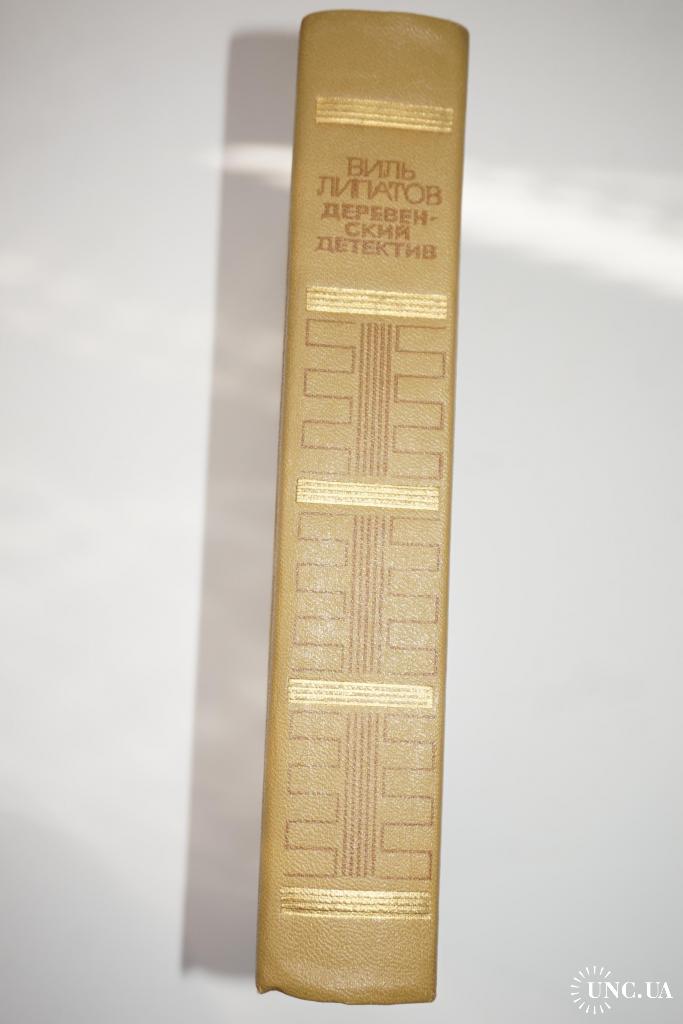 ВИЛЬ
ЛИПАТОВ
ДЕРЕВЕН-
СКИЙ
ДЕТЕКТИВ
UNC.UA